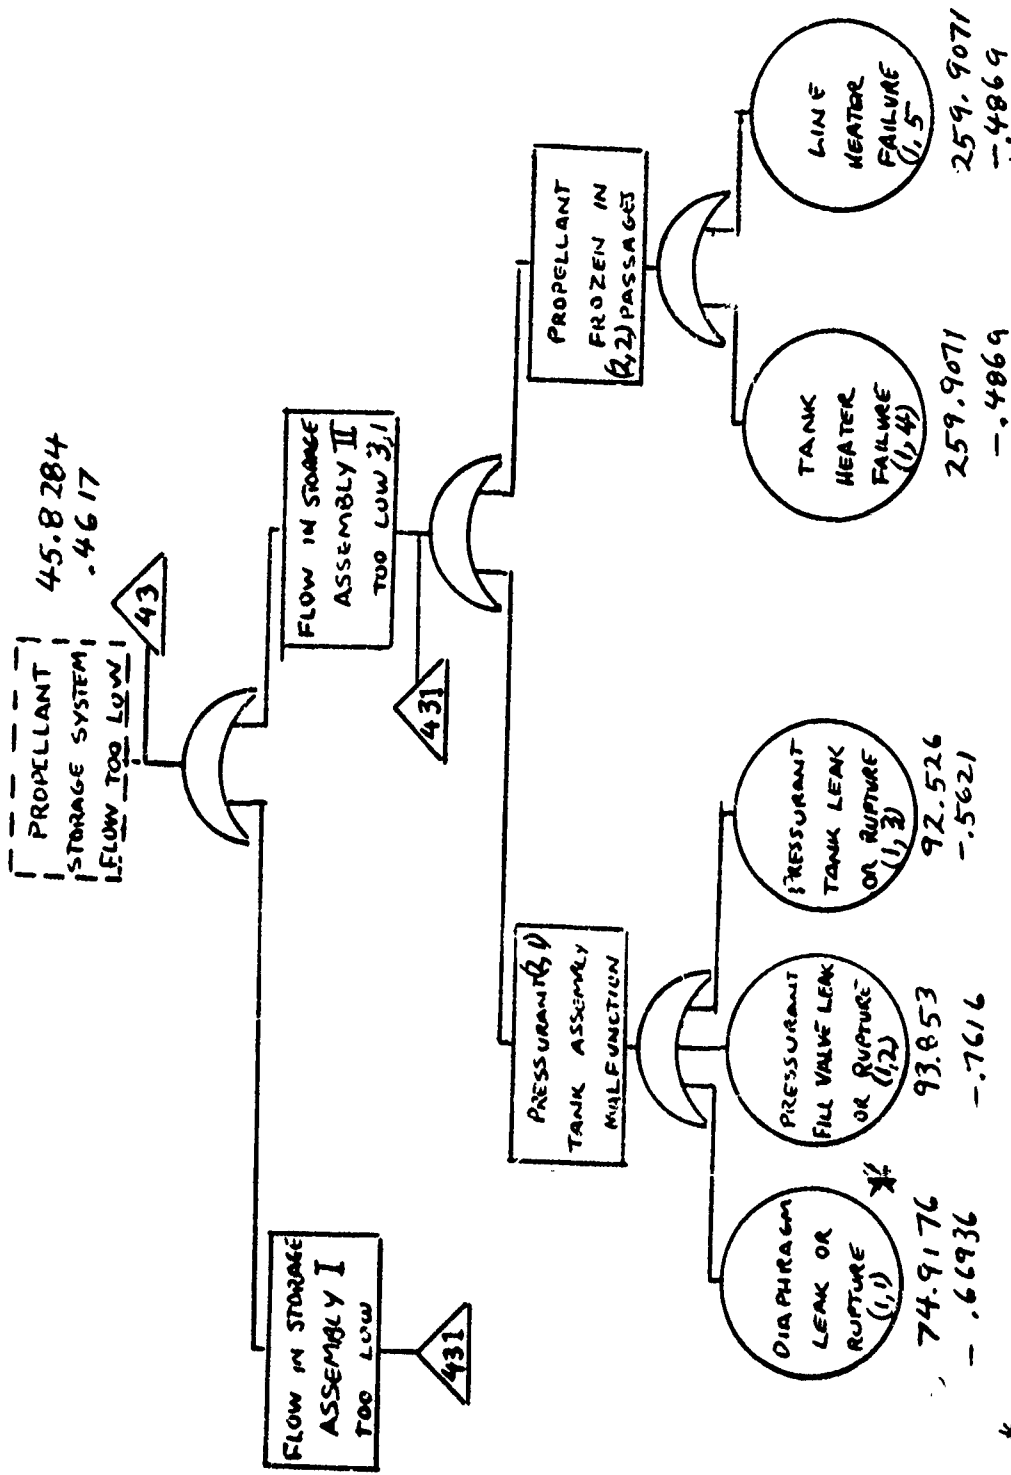 PROPELLANT
STORAGE SYSTEM
FLOW TOO LOW
45.8284
.4617
43
FLOW IN STORAGE
ASSEMBLY I
TOO LOW
431
FLOW IN STORAGE
ASSEMBLY II
TOO LOW 3,1
431
PRESSURANT (2,1)
TANK ASSEMBLY
MALFUNCTION
PROPELLANT
FROZEN IN
(2,2) PASSAGES
DIAPHRAGM
LEAK OR
RUPTURE
(1,1)
*
74.9176
-.66936
PRESSURANT
FILL VALVE LEAK
OR RUPTURE
(1,2)
93.853
-.7616
PRESSURANT
TANK LEAK
OR RUPTURE
(1,3)
92.526
-.5621
TANK
HEATER
FAILURE
(1,4)
259.9071
-.4869
LINE
HEATER
FAILURE
(1,5
259.9071
-.4869